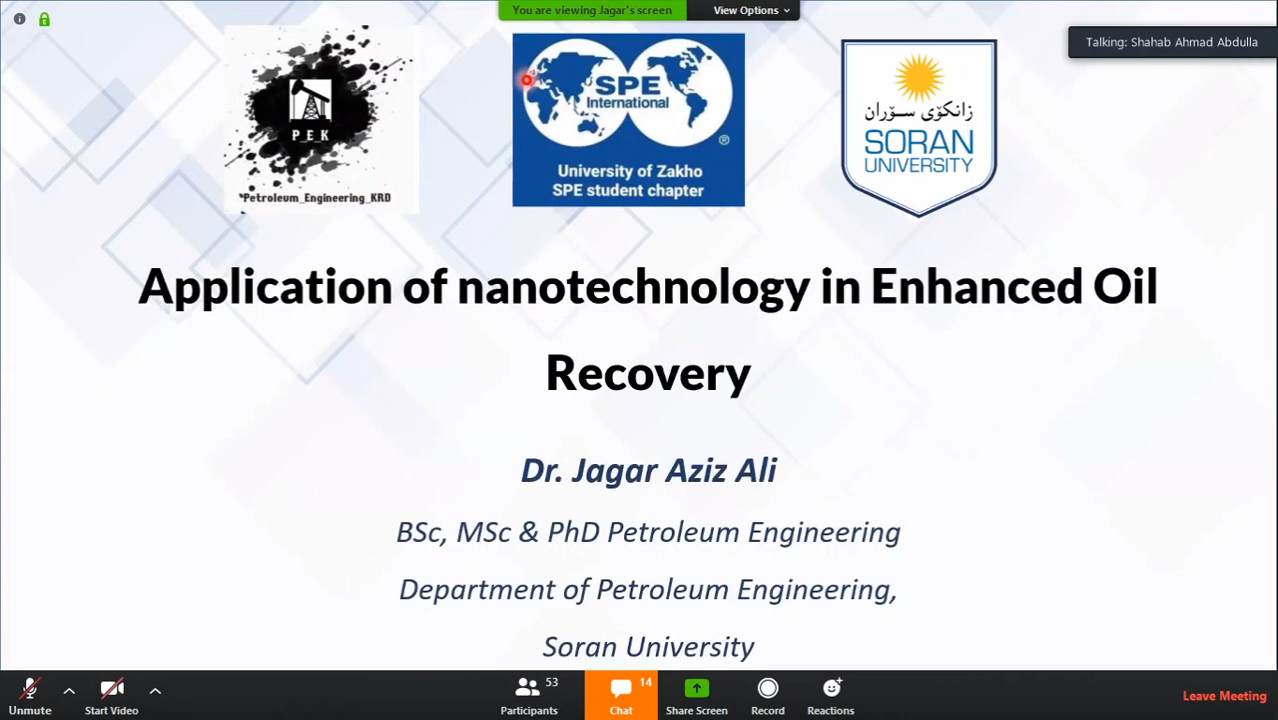 You are viewing Jagar's screen
View Options
Talking: Shahab Ahmad Abdulla
P_E_K
Petroleum_Engineering_KRD
SPE
International
®
University of Zakho
SPE student chapter
زانکۆی سۆران
SORAN
UNIVERSITY
Application of nanotechnology in Enhanced Oil
Recovery
Dr. Jagar Aziz Ali
BSc, MSc & PhD Petroleum Engineering
Department of Petroleum Engineering,
Soran University
Unmute
Start Video
Participants
53
Chat
14
Share Screen
Record
Reactions
Leave Meeting